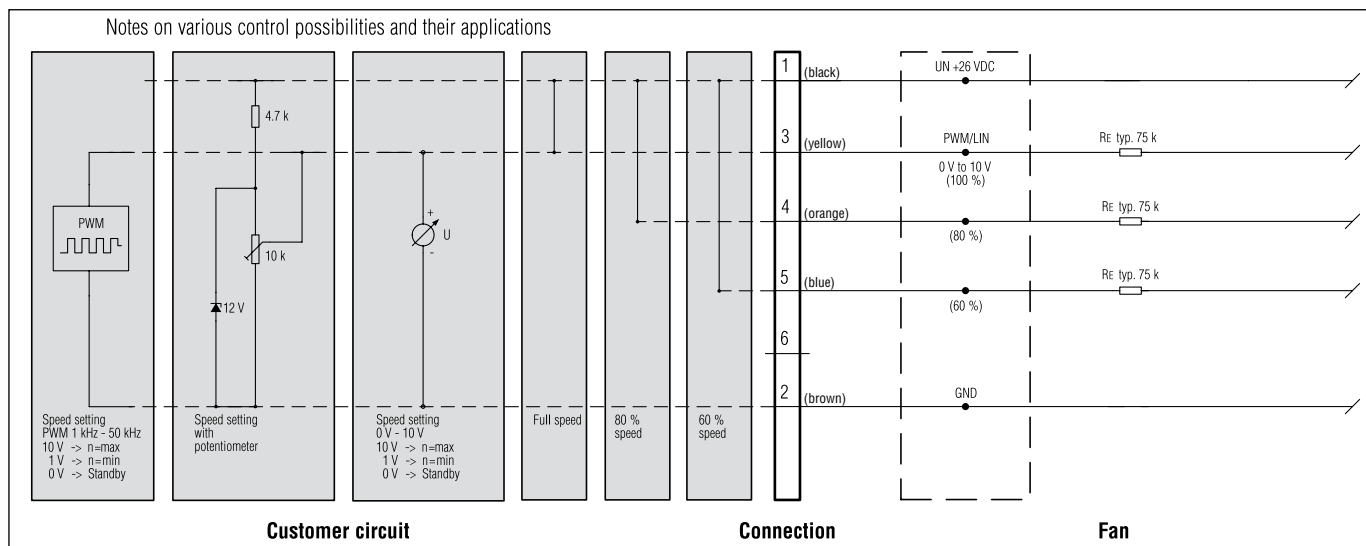 Notes on various control possibilities and their applications
PWM
Speed setting
PWM 1 kHz - 50 kHz
10 V -> n=max
1 V -> n=min
0 V -> Standby
4.7 k
10 k
12 V
Speed setting
with
potentiometer
+
U
-
Speed setting
0 V - 10 V
10 V -> n=max
1 V -> n=min
0 V -> Standby
Full speed
80 %
speed
60 %
speed
1 (black)
3 (yellow)
4 (orange)
5 (blue)
6
2 (brown)
UN +26 VDC
PWM/LIN
0 V to 10 V
(100 %)
(80 %)
(60 %)
GND
RE typ. 75 k
RE typ. 75 k
RE typ. 75 k
Customer circuit
Connection
Fan